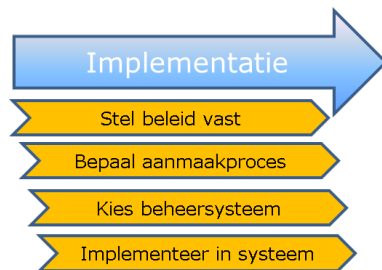 Implementatie
Stel beleid vast
Bepaal aanmaakproces
Kies beheersysteem
Implementeer in systeem